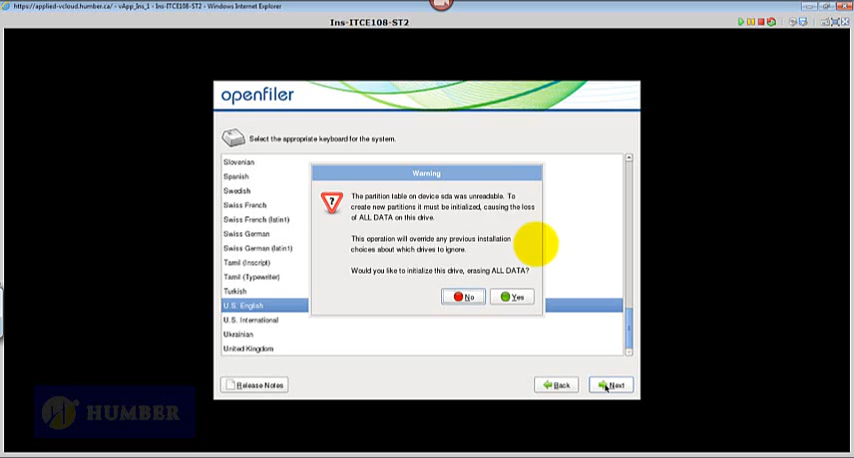 https://applied-vcloud.humber.ca/ - vApp_Ins_1 - Ins-ITCE108-ST2 - Windows Internet Explorer
Ins-ITCE108-ST2
openfiler
Select the appropriate keyboard for the system.
Slovenian
Spanish
Swedish
Swiss French
Swiss French (latin1)
Swiss German
Swiss German (latin1)
Tamil (Inscript)
Tamil (Typewriter)
Turkish
U.S. English
U.S. International
Ukrainian
United Kingdom
Warning
The partition table on device sda was unreadable. To
create new partitions it must be initialized, causing the loss
of ALL DATA on this drive.
This operation will override any previous installation
choices about which drives to ignore.
Would you like to initialize this drive, erasing ALL DATA?
No
Yes
Release Notes
Back
Next
HUMBER